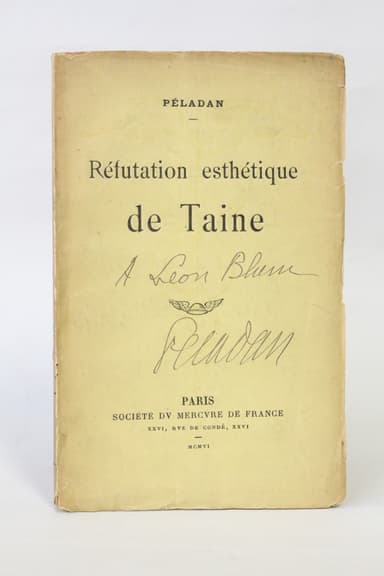 PÉLADAN
Réfutation esthétique
de Taine
A Léon Blum
Péladan
PARIS
SOCIÉTÉ DV MERCVRE DE FRANCE
XXVI, RVE DE CONDÉ, XXVI
MCMVI